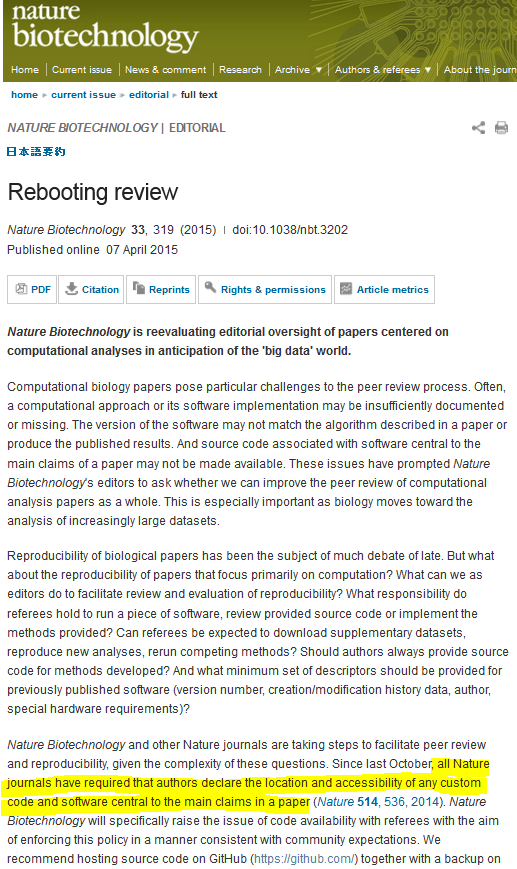 nature
biotechnology
Home | Current issue | News & comment | Research | Archive ▼ | Authors & referees ▼ | About the journ
home ▸ current issue ▸ editorial ▸ full text
NATURE BIOTECHNOLOGY | EDITORIAL
日本語要約
Rebooting review
Nature Biotechnology 33, 319 (2015) | doi:10.1038/nbt.3202
Published online 07 April 2015
PDF Citation Reprints Rights & permissions Article metrics
Nature Biotechnology is reevaluating editorial oversight of papers centered on
computational analyses in anticipation of the 'big data' world.
Computational biology papers pose particular challenges to the peer review process. Often,
a computational approach or its software implementation may be insufficiently documented
or missing. The version of the software may not match the algorithm described in a paper or
produce the published results. And source code associated with software central to the
main claims of a paper may not be made available. These issues have prompted Nature
Biotechnology's editors to ask whether we can improve the peer review of computational
analysis papers as a whole. This is especially important as biology moves toward the
analysis of increasingly large datasets.
Reproducibility of biological papers has been the subject of much debate of late. But what
about the reproducibility of papers that focus primarily on computation? What can we as
editors do to facilitate review and evaluation of reproducibility? What responsibility do
referees hold to run a piece of software, review provided source code or implement the
methods provided? Can referees be expected to download supplementary datasets,
reproduce new analyses, rerun competing methods? Should authors always provide source
code for methods developed? And what minimum set of descriptors should be provided for
previously published software (version number, creation/modification history data, author,
special hardware requirements)?
Nature Biotechnology and other Nature journals are taking steps to facilitate peer review
and reproducibility, given the complexity of these questions. Since last October, all Nature
journals have required that authors declare the location and accessibility of any custom
code and software central to the main claims in a paper (Nature 514, 536, 2014). Nature
Biotechnology will specifically raise the issue of code availability with referees with the aim
of enforcing this policy in a manner consistent with community expectations. We
recommend hosting source code on GitHub (https://github.com/) together with a backup on